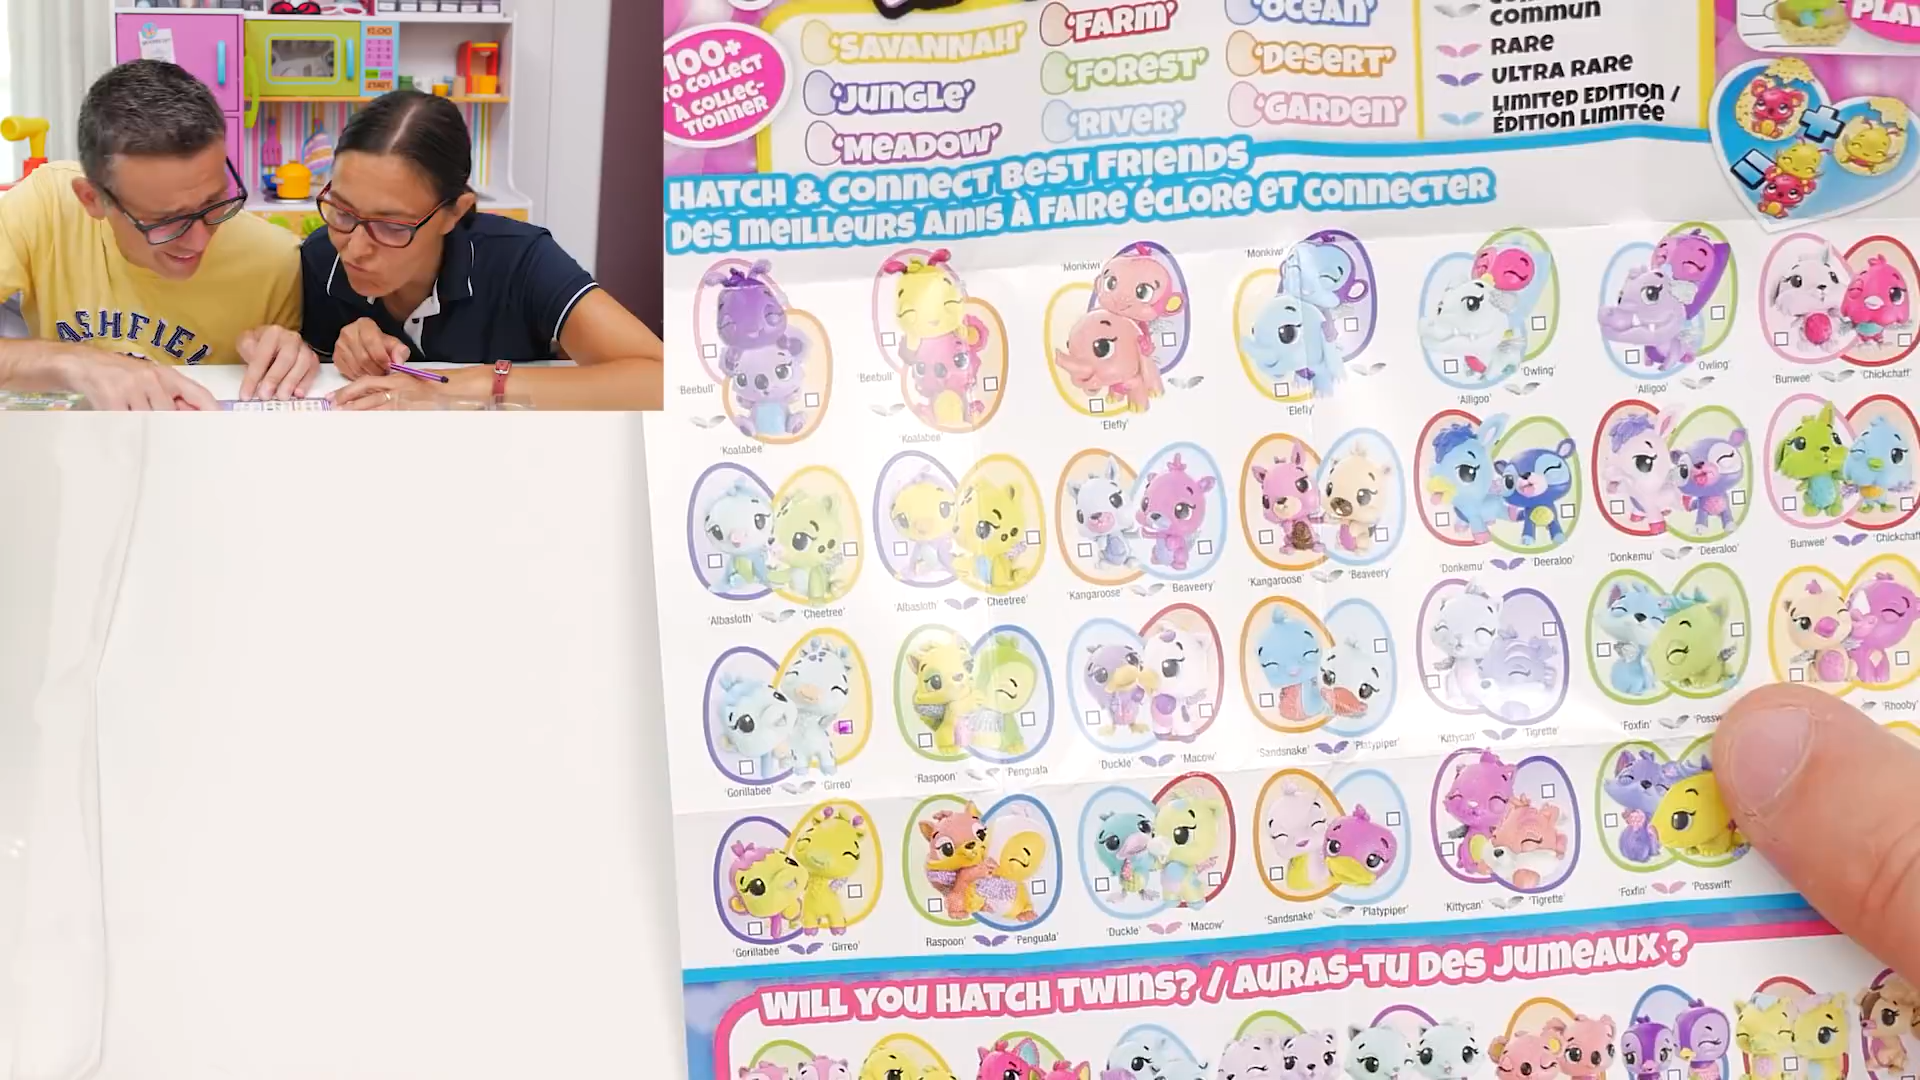 100+
TO COLLECT
À COLLEC-
TIONNER
'SAVANNAH'
'JUNGLE'
'MEADOW'
'FARM'
'FOREST'
'RIVER'
'OCEAN'
'DESERT'
'GARDEN'
COMMUN
RARE
ULTRA RARE
LIMITED EDITION /
ÉDITION LIMITÉE
PLAY
HATCH & CONNECT BEST FRIENDS
DES MEILLEURS AMIS À FAIRE ÉCLORE ET CONNECTER
ASHFIEL
'Beebull'
'Koalabee'
'Beebull'
'Koalabee'
'Monkiwi'
'Elefly'
'Monkiwi'
'Elefly'
'Alligoo' 'Owling'
'Alligoo' 'Owling'
'Bunwee' 'Chickchaff'
'Albasloth' 'Cheetree'
'Albasloth' 'Cheetree'
'Kangaroose' 'Beaveery'
'Kangaroose' 'Beaveery'
'Donkemu' 'Deeraloo'
'Donkemu' 'Deeraloo'
'Bunwee' 'Chickchaff'
'Gorillabee' 'Girreo'
'Raspoon' 'Penguala'
'Duckle' 'Macow'
'Sandsnake' 'Platypiper'
'Kittycan' 'Tigrette'
'Foxfin' 'Possw
'Rhooby'
'Gorillabee' 'Girreo'
'Raspoon' 'Penguala'
'Duckle' 'Macow'
'Sandsnake' 'Platypiper'
'Kittycan' 'Tigrette'
'Foxfin' 'Posswift'
WILL YOU HATCH TWINS? / AURAS-TU DES JUMEAUX ?